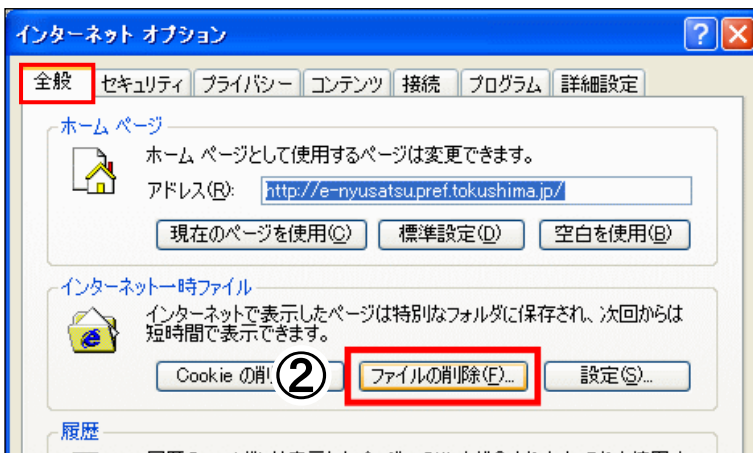 インターネット オプション
全般 セキュリティ プライバシー コンテンツ 接続 プログラム 詳細設定
ホーム ページ
ホーム ページとして使用するページは変更できます。
アドレス(R): http://e-nyusatsu.pref.tokushima.jp/
現在のページを使用(C) 標準設定(D) 空白を使用(B)
インターネット一時ファイル
インターネットで表示したページは特別なフォルダに保存され、次回からは
短時間で表示できます。
Cookie の削 ② ファイルの削除(F)... 設定(S)...
履歴